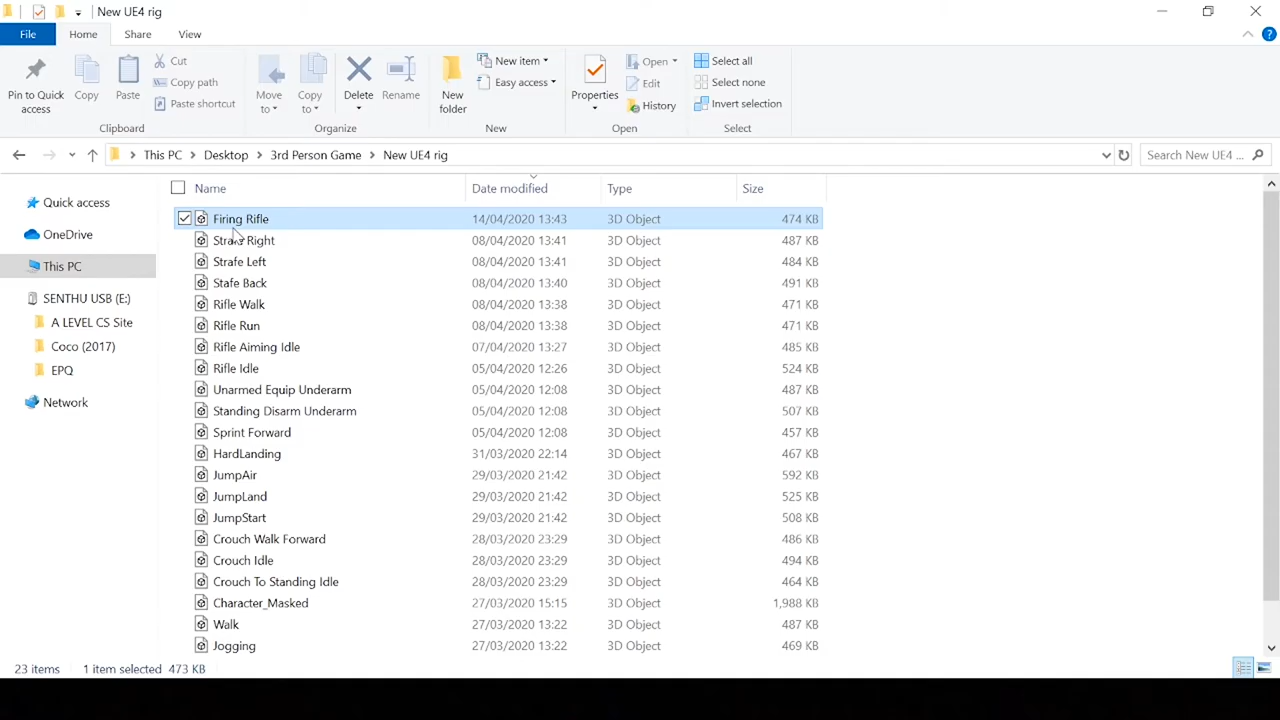 New UE4 rig
File Home Share View
Pin to Quick access
Copy
Paste
Cut
Copy path
Paste shortcut
Clipboard
Move to
Copy to
Delete
Rename
Organize
New folder
New item
Easy access
New
Properties
Open
Edit
History
Open
Select all
Select none
Invert selection
Select
This PC Desktop 3rd Person Game New UE4 rig
Search New UE4 ...
Quick access
OneDrive
This PC
SENTHU USB (E:)
A LEVEL CS Site
Coco (2017)
EPQ
Network
Name Date modified Type Size
Firing Rifle 14/04/2020 13:43 3D Object 474 KB
Strafe Right 08/04/2020 13:41 3D Object 487 KB
Strafe Left 08/04/2020 13:41 3D Object 484 KB
Stafe Back 08/04/2020 13:40 3D Object 491 KB
Rifle Walk 08/04/2020 13:38 3D Object 471 KB
Rifle Run 08/04/2020 13:38 3D Object 471 KB
Rifle Aiming Idle 07/04/2020 13:27 3D Object 485 KB
Rifle Idle 05/04/2020 12:26 3D Object 524 KB
Unarmed Equip Underarm 05/04/2020 12:08 3D Object 487 KB
Standing Disarm Underarm 05/04/2020 12:08 3D Object 507 KB
Sprint Forward 05/04/2020 12:08 3D Object 457 KB
HardLanding 31/03/2020 22:14 3D Object 467 KB
JumpAir 29/03/2020 21:42 3D Object 592 KB
JumpLand 29/03/2020 21:42 3D Object 525 KB
JumpStart 29/03/2020 21:42 3D Object 508 KB
Crouch Walk Forward 28/03/2020 23:29 3D Object 486 KB
Crouch Idle 28/03/2020 23:29 3D Object 494 KB
Crouch To Standing Idle 28/03/2020 23:29 3D Object 464 KB
Character_Masked 27/03/2020 15:15 3D Object 1,988 KB
Walk 27/03/2020 13:22 3D Object 487 KB
Jogging 27/03/2020 13:22 3D Object 469 KB
23 items 1 item selected 473 KB